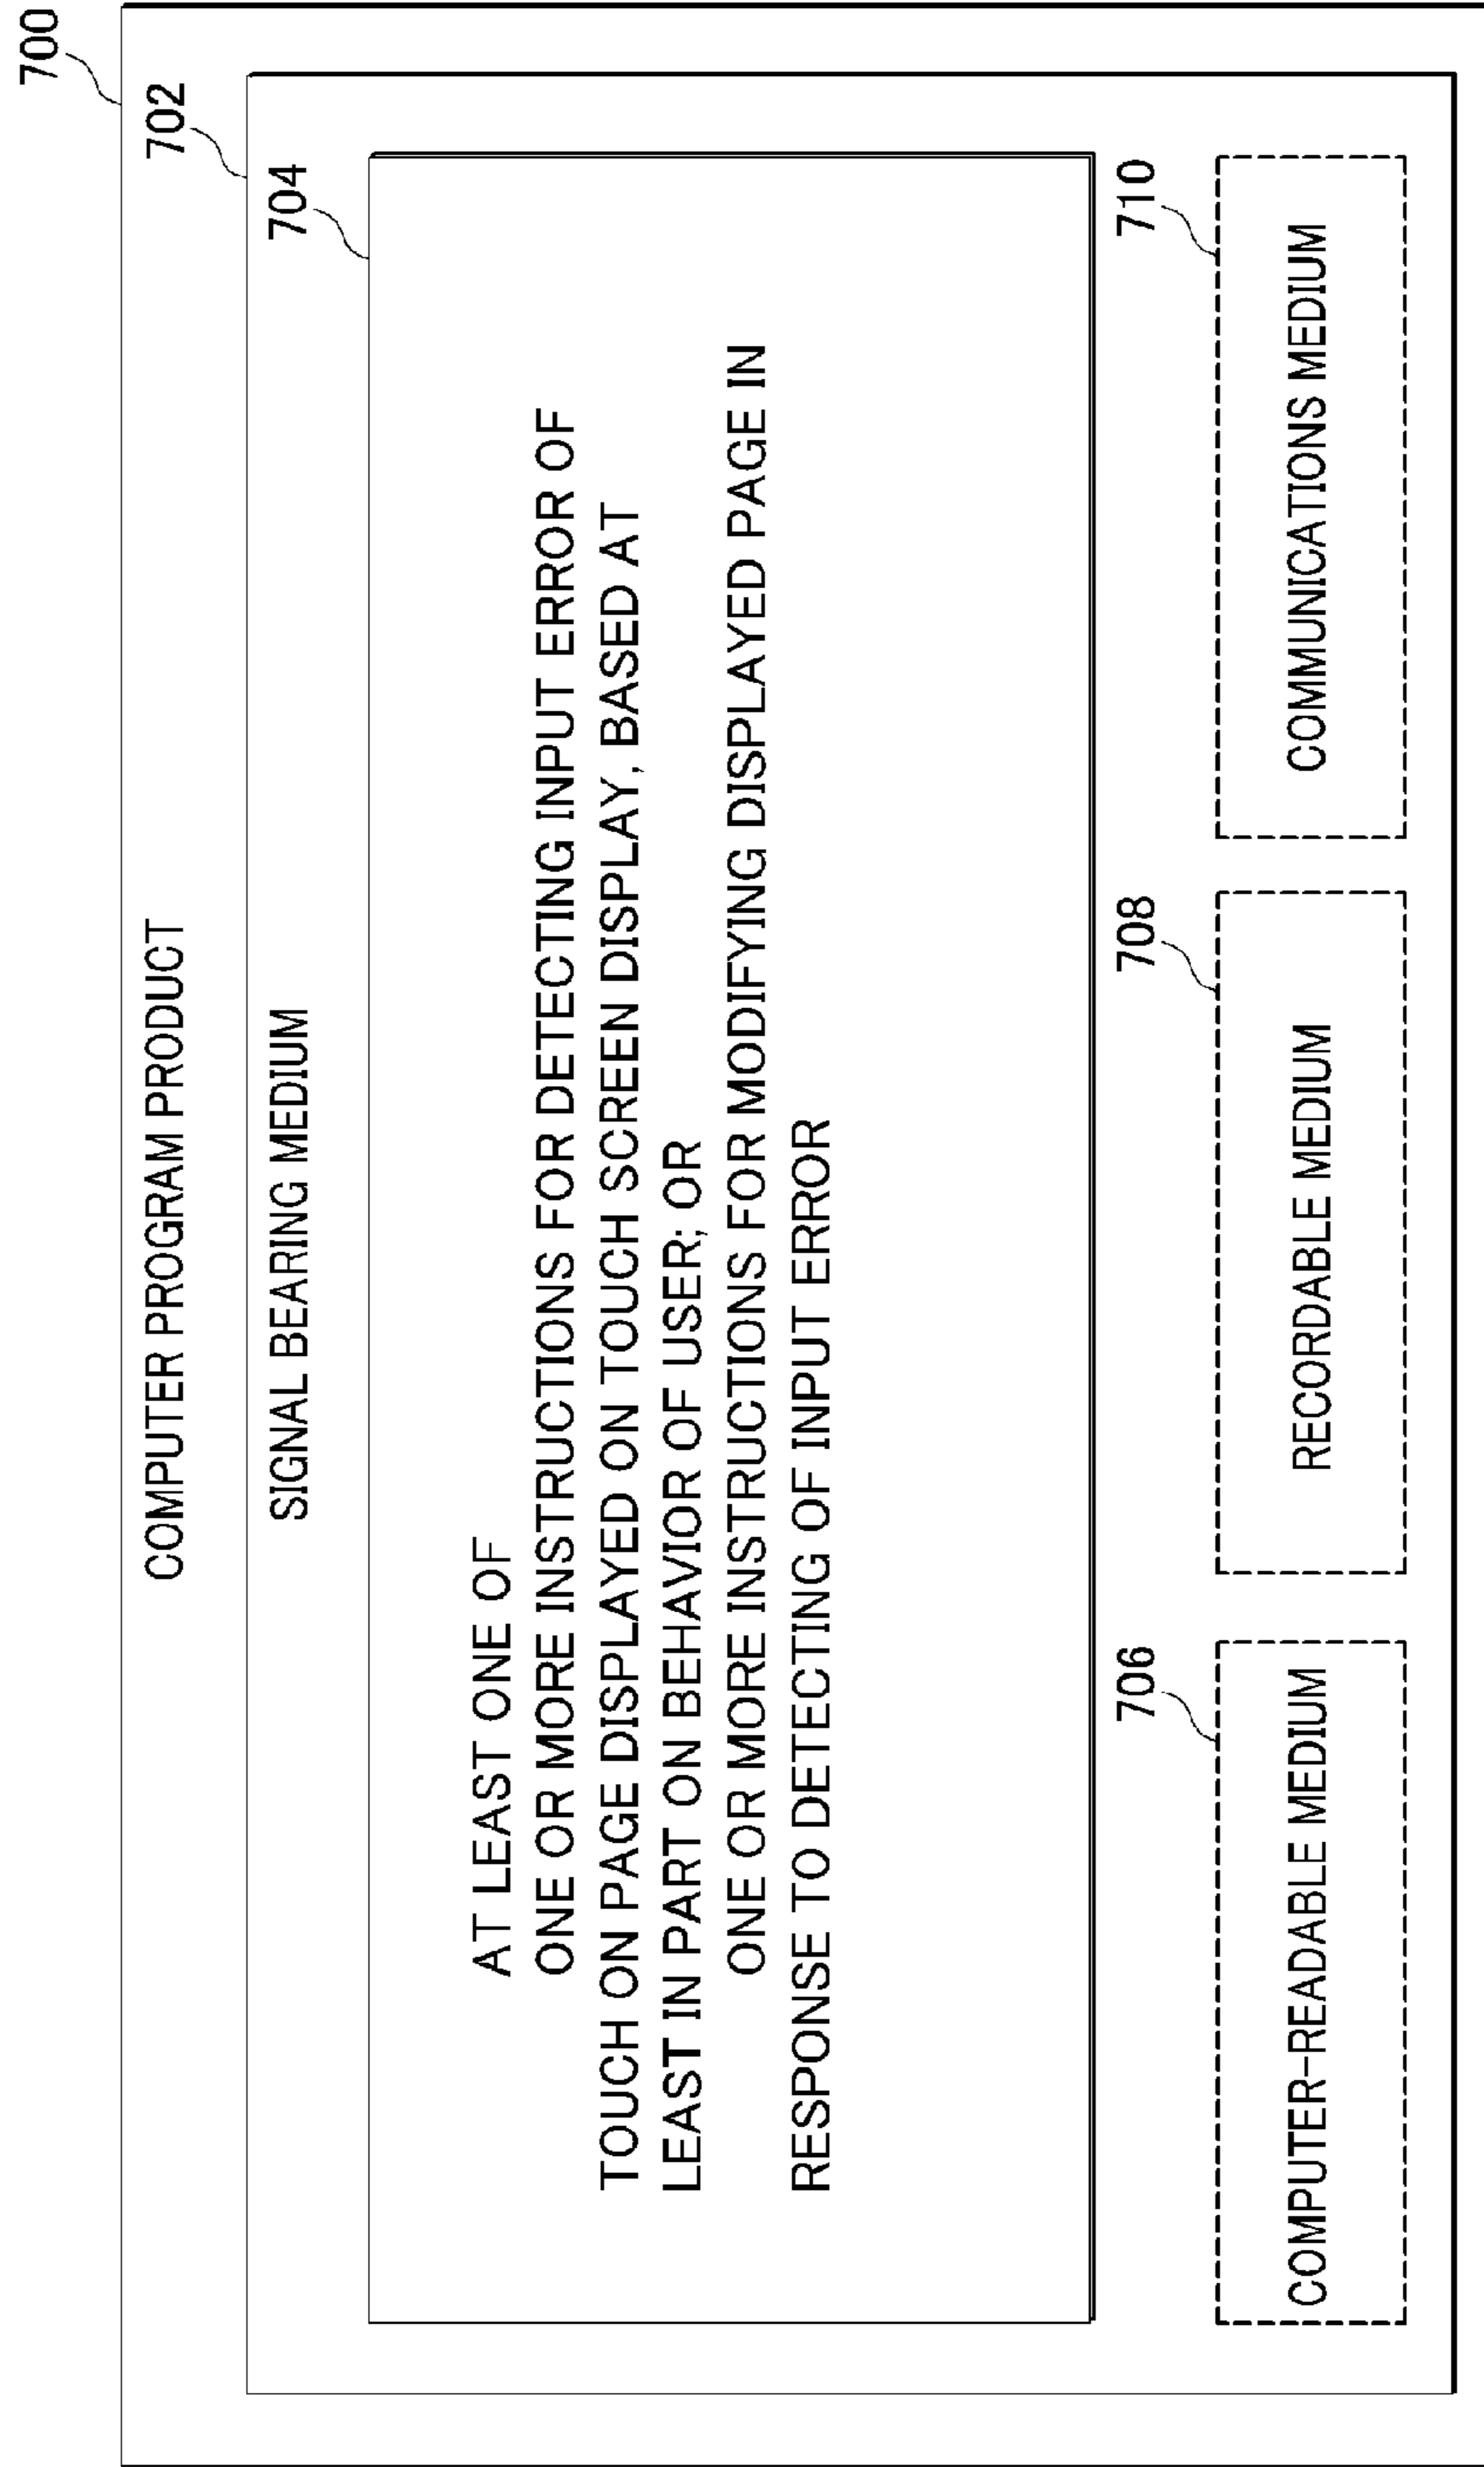 700
COMPUTER PROGRAM PRODUCT
702
SIGNAL BEARING MEDIUM
704
AT LEAST ONE OF
ONE OR MORE INSTRUCTIONS FOR DETECTING INPUT ERROR OF
TOUCH ON PAGE DISPLAYED ON TOUCH SCREEN DISPLAY, BASED AT
LEAST IN PART ON BEHAVIOR OF USER; OR
ONE OR MORE INSTRUCTIONS FOR MODIFYING DISPLAYED PAGE IN
RESPONSE TO DETECTING OF INPUT ERROR
706
COMPUTER-READABLE MEDIUM
708
RECORDABLE MEDIUM
710
COMMUNICATIONS MEDIUM